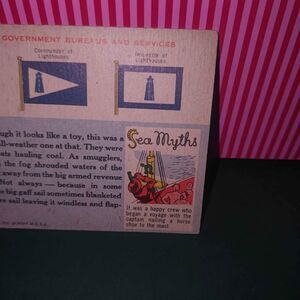 GOVERNMENT BUREAUS AND SERVICES
Commander of
Lighthouses
Inspector of
Lighthouses
ugh it looks like a toy, this was a
ll-weather one at that. They were
ets hauling coal. As smugglers,
the fog shrouded waters of the
away from the big armed revenue
Not always — because in some
e big gaff sail sometimes blanketed
re sail leaving it windless and flap-
Sea Myths
It was a happy crew who
began a voyage with the
captain nailing a horse
shoe to the mast.